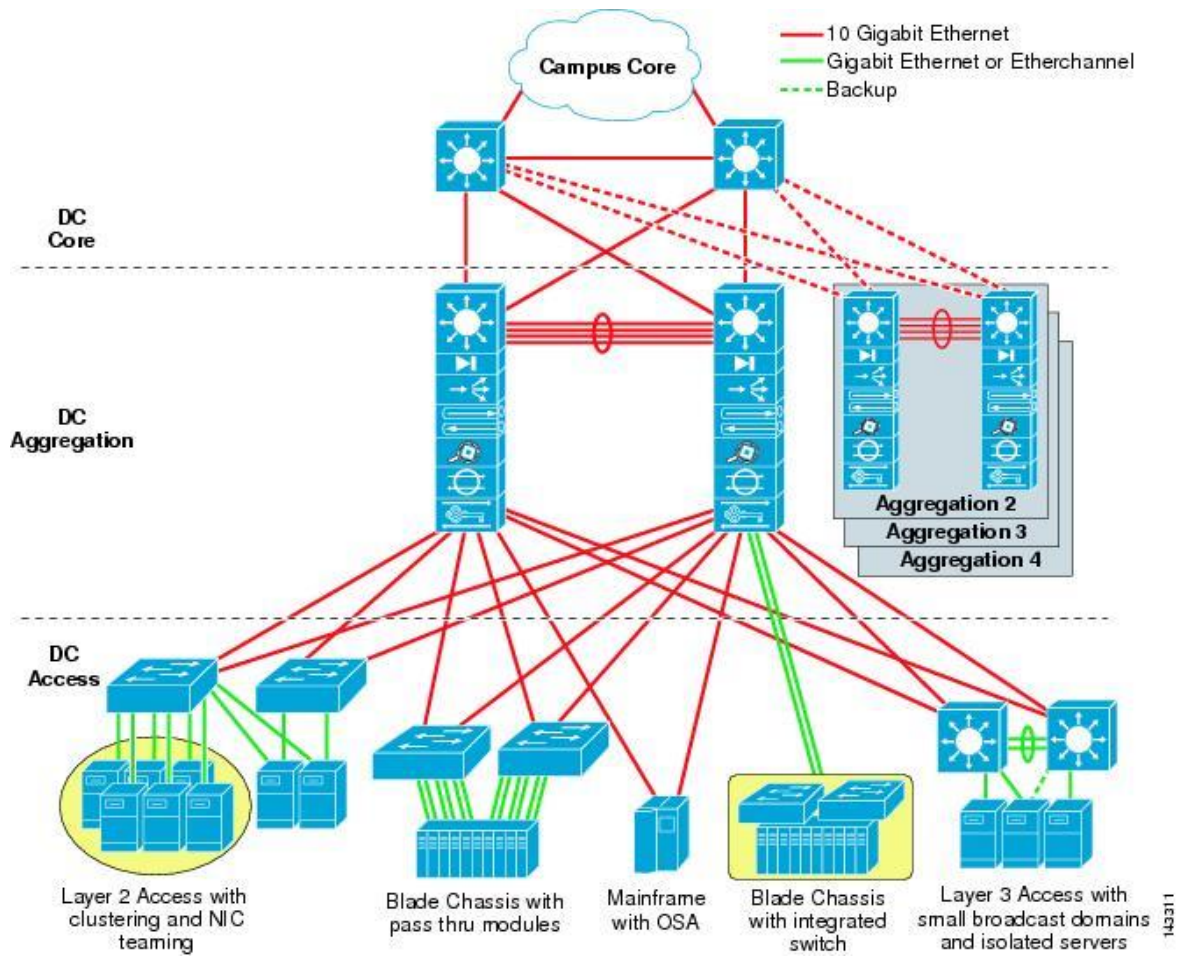 10 Gigabit Ethernet
Gigabit Ethernet or Etherchannel
Backup
Campus Core
DC
Core
DC
Aggregation
Aggregation 2
Aggregation 3
Aggregation 4
DC
Access
Layer 2 Access with
clustering and NIC
teaming
Blade Chassis with
pass thru modules
Mainframe
with OSA
Blade Chassis
with integrated
switch
Layer 3 Access with
small broadcast domains
and isolated servers
143311